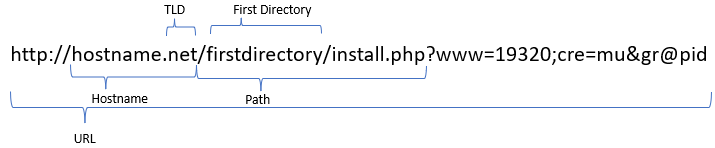 TLD First Directory
http://hostname.net/firstdirectory/install.php?www=19320;cre=mu&gr@pid
Hostname Path
URL